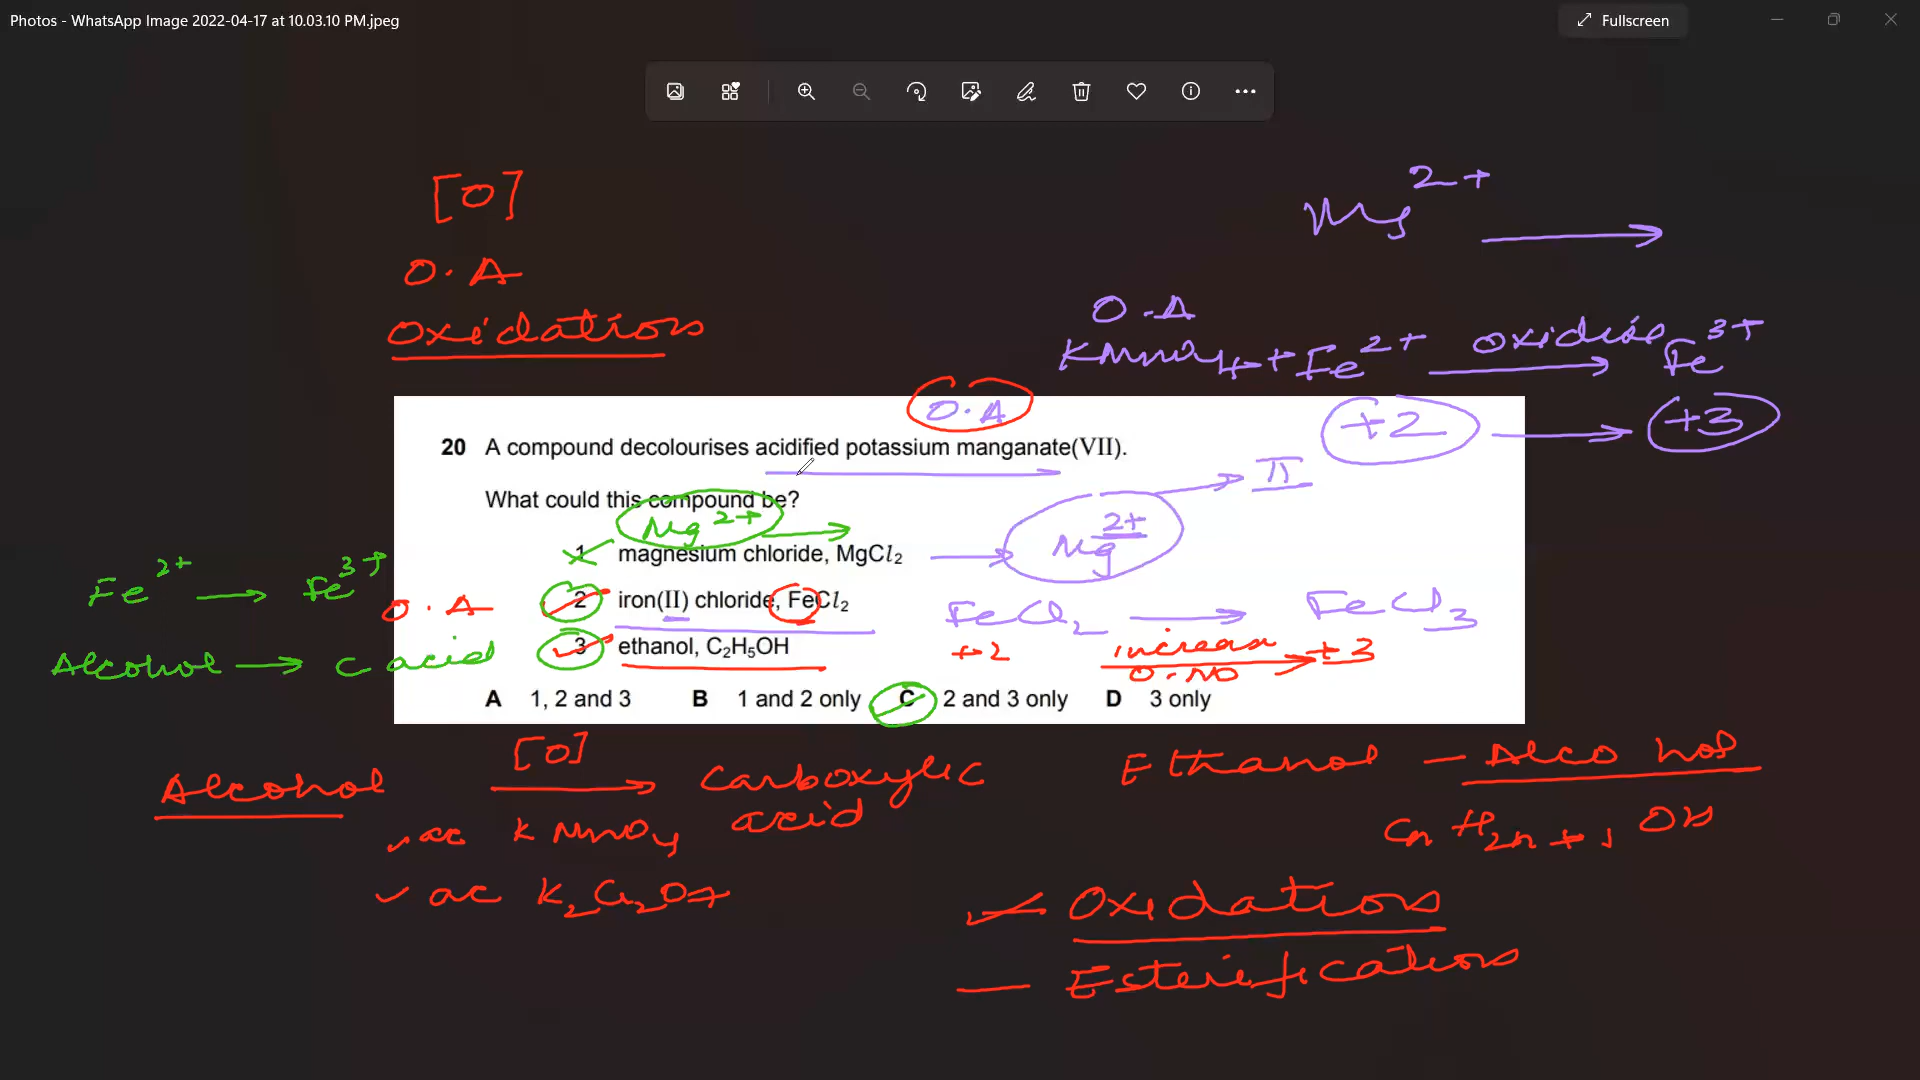 Photos - WhatsApp Image 2022-04-17 at 10.03.10 PM.jpeg
Fullscreen
[O]
O.A
Oxidation
Mg2+ →
O.A
KMnO4 + Fe2+ oxidises → Fe3+
+2 → +3
O.A
20 A compound decolourises acidified potassium manganate(VII).
II
What could this compound be?
Mg2+ →
1 magnesium chloride, MgCl2 → Mg2+
Fe2+ → Fe3+
O.A
2 iron(II) chloride, FeCl2
FeCl2 → FeCl3
Alcohol → C acid
3 ethanol, C2H5OH
+2 increase → +3
O.NO
A 1, 2 and 3 B 1 and 2 only C 2 and 3 only D 3 only
Alcohol [O] → Carboxylic acid
ac KMnO4
ac K2Cr2O7
Ethanol - Alcohol
CnH2n+1 OH
Oxidation
Esterification